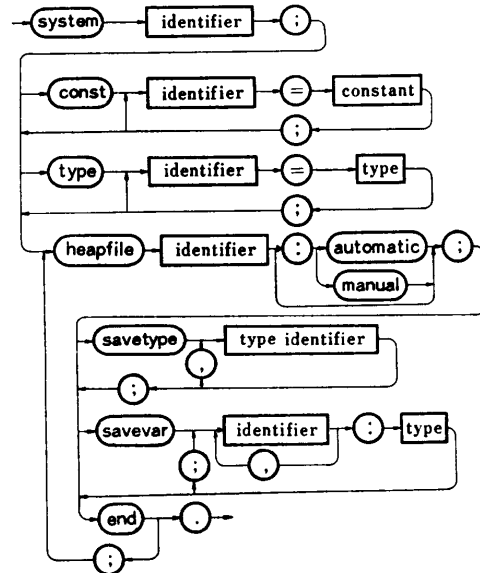 system identifier ;
const identifier = constant
;
type identifier = type
;
heapfile identifier : automatic ;
manual
savetype type identifier
,
;
savevar identifier : type
; ,
end .
;